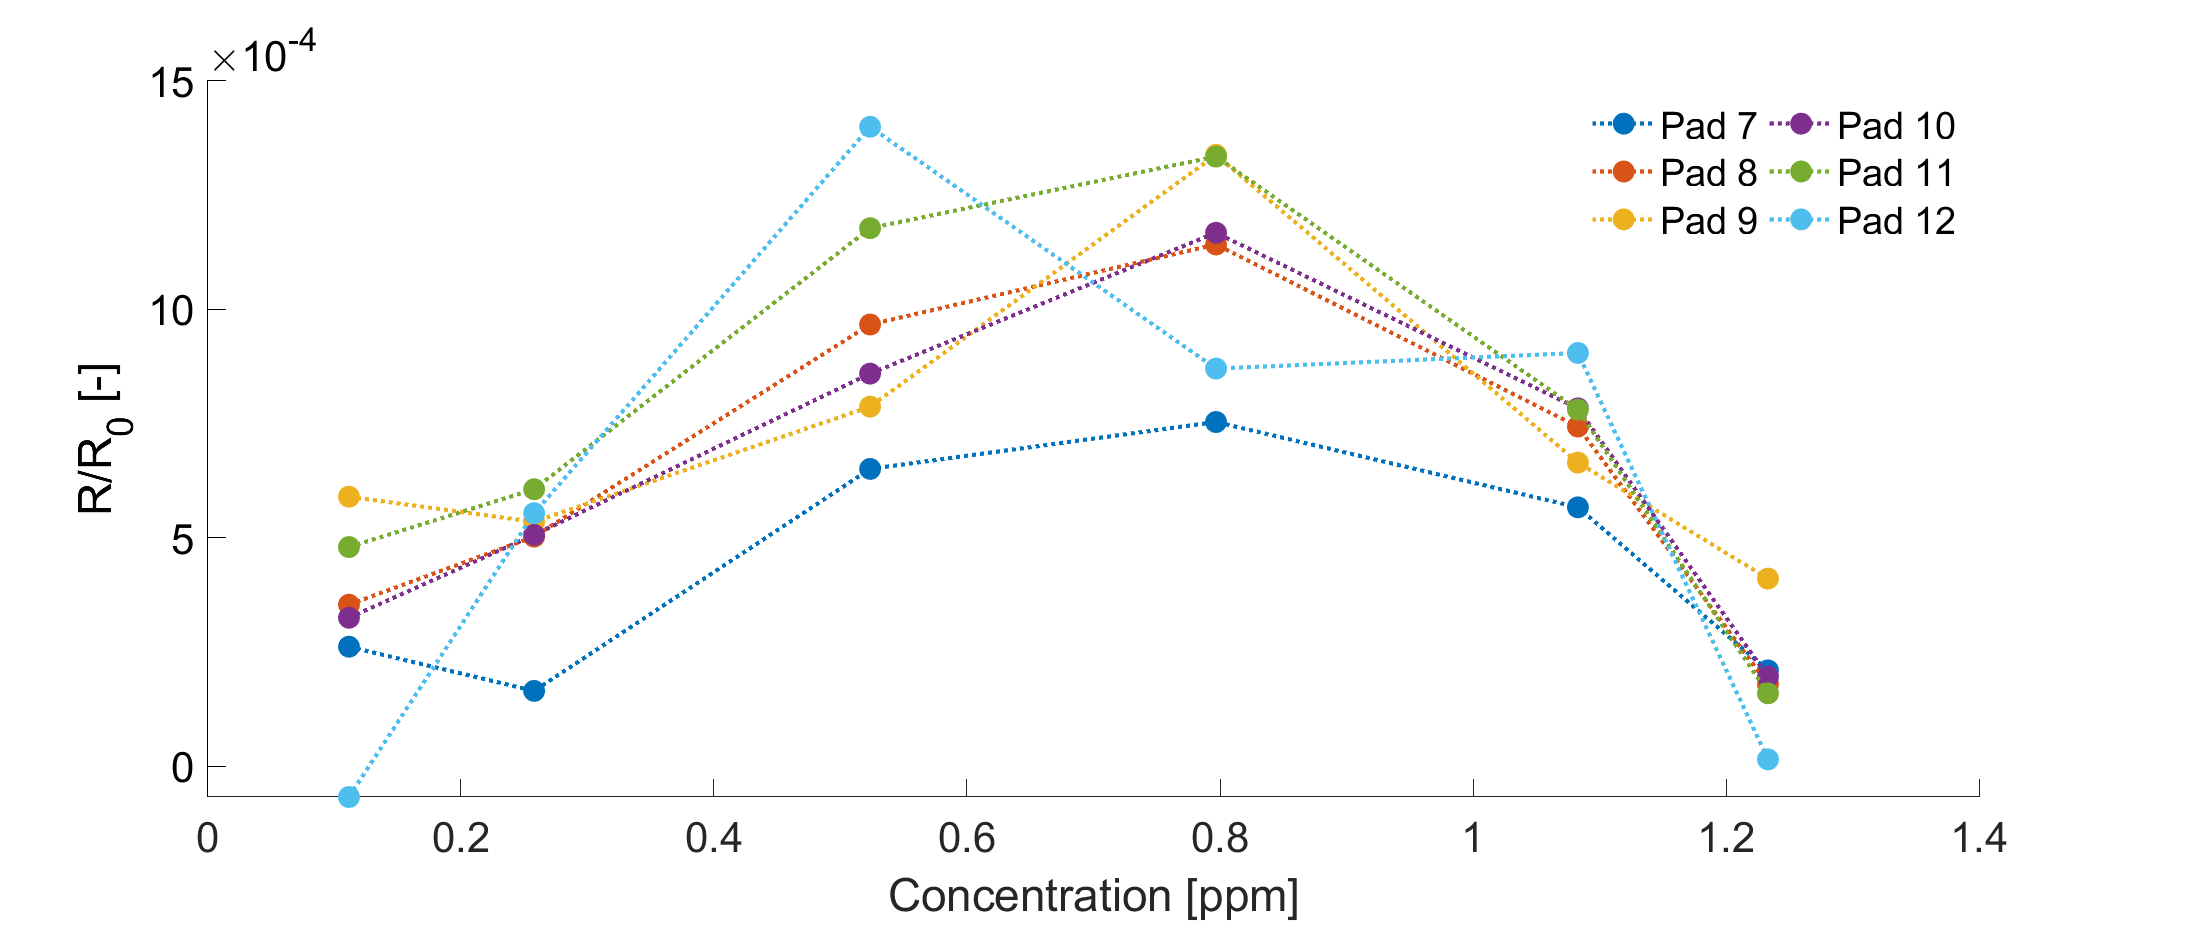 ×10-4
15
10
5
0
R/R0 [-]
0 0.2 0.4 0.6 0.8 1 1.2 1.4
Concentration [ppm]
Pad 7 Pad 10
Pad 8 Pad 11
Pad 9 Pad 12